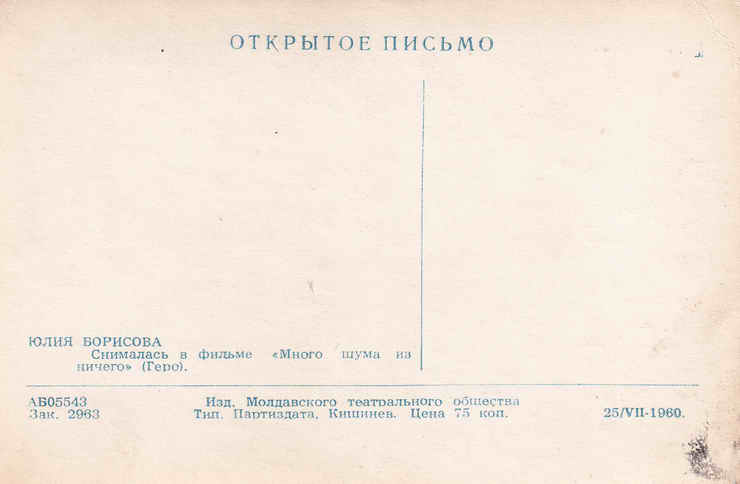 ОТКРЫТОЕ ПИСЬМО
ЮЛИЯ БОРИСОВА
Снималась в фильме «Много шума из
ничего» (Геро).
АБ05543 Изд. Молдавского театрального общества
Зак. 2963 Тип. Партиздата, Кишинев. Цена 75 коп. 25/VII-1960.